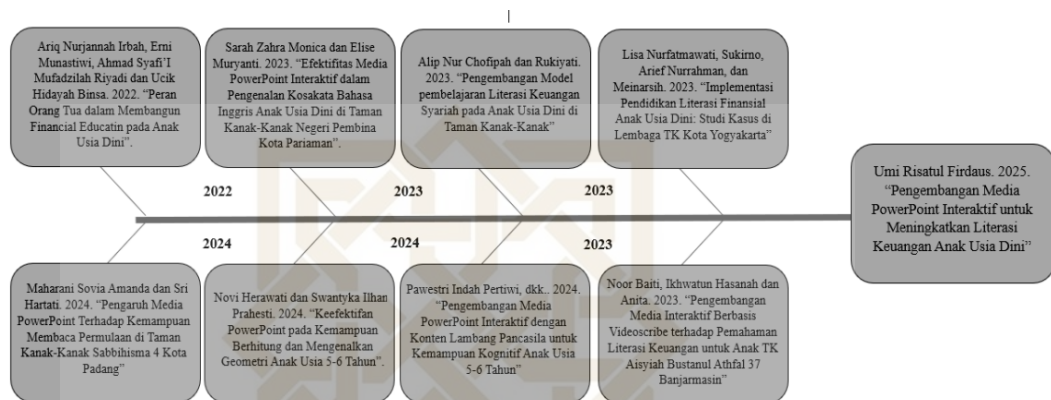 Ariq Nurjannah Irbah, Erni
Munastiwi, Ahmad Syafi’I
Mufadzilah Riyadi dan Ucik
Hidayah Binsa. 2022. “Peran
Orang Tua dalam Membangun
Financial Educatin pada Anak
Usia Dini”.
Sarah Zahra Monica dan Elise
Muryanti. 2023. “Efektifitas Media
PowerPoint Interaktif dalam
Pengenalan Kosakata Bahasa
Inggris Anak Usia Dini di Taman
Kanak-Kanak Negeri Pembina
Kota Pariaman”.
Alip Nur Chofipah dan Rukiyati.
2023. “Pengembangan Model
pembelajaran Literasi Keuangan
Syariah pada Anak Usia Dini di
Taman Kanak-Kanak”
Lisa Nurfatmawati, Sukirno,
Arief Nurrahman, dan
Meinarsih. 2023. “Implementasi
Pendidikan Literasi Finansial
Anak Usia Dini: Studi Kasus di
Lembaga TK Kota Yogyakarta”
2022
2023
2023
Umi Risatul Firdaus. 2025.
“Pengembangan Media
PowerPoint Interaktif untuk
Meningkatkan Literasi
Keuangan Anak Usia Dini”
2024
2024
2023
Maharani Sovia Amanda dan Sri
Hartati. 2024. “Pengaruh Media
PowerPoint Terhadap Kemampuan
Membaca Permulaan di Taman
Kanak-Kanak Sabbihisma 4 Kota
Padang”
Novi Herawati dan Swantyka Ilhan
Prahesti. 2024. “Keefektifan
PowerPoint pada Kemampuan
Berhitung dan Mengenalkan
Geometri Anak Usia 5-6 Tahun”.
Pawestri Indah Pertiwi, dkk.. 2024.
“Pengembangan Media
PowerPoint Interaktif dengan
Konten Lambang Pancasila untuk
Kemampuan Kognitif Anak Usia
5-6 Tahun”
Noor Baiti, Ikhwatun Hasanah dan
Anita. 2023. “Pengembangan
Media Interaktif Berbasis
Videoscribe terhadap Pemahaman
Literasi Keuangan untuk Anak TK
Aisyiah Bustanul Athfal 37
Banjarmasin”